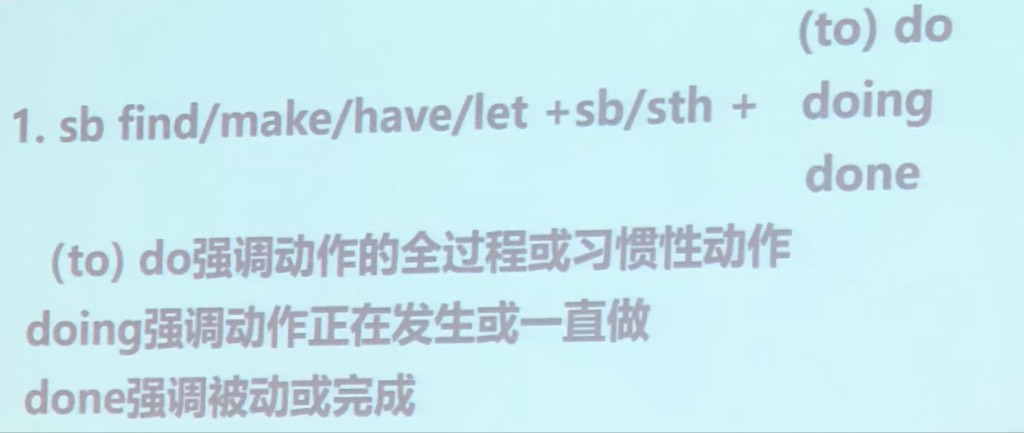 (to) do
1. sb find/make/have/let +sb/sth + doing
done
(to) do强调动作的全过程或习惯性动作
doing强调动作正在发生或一直做
done强调被动或完成